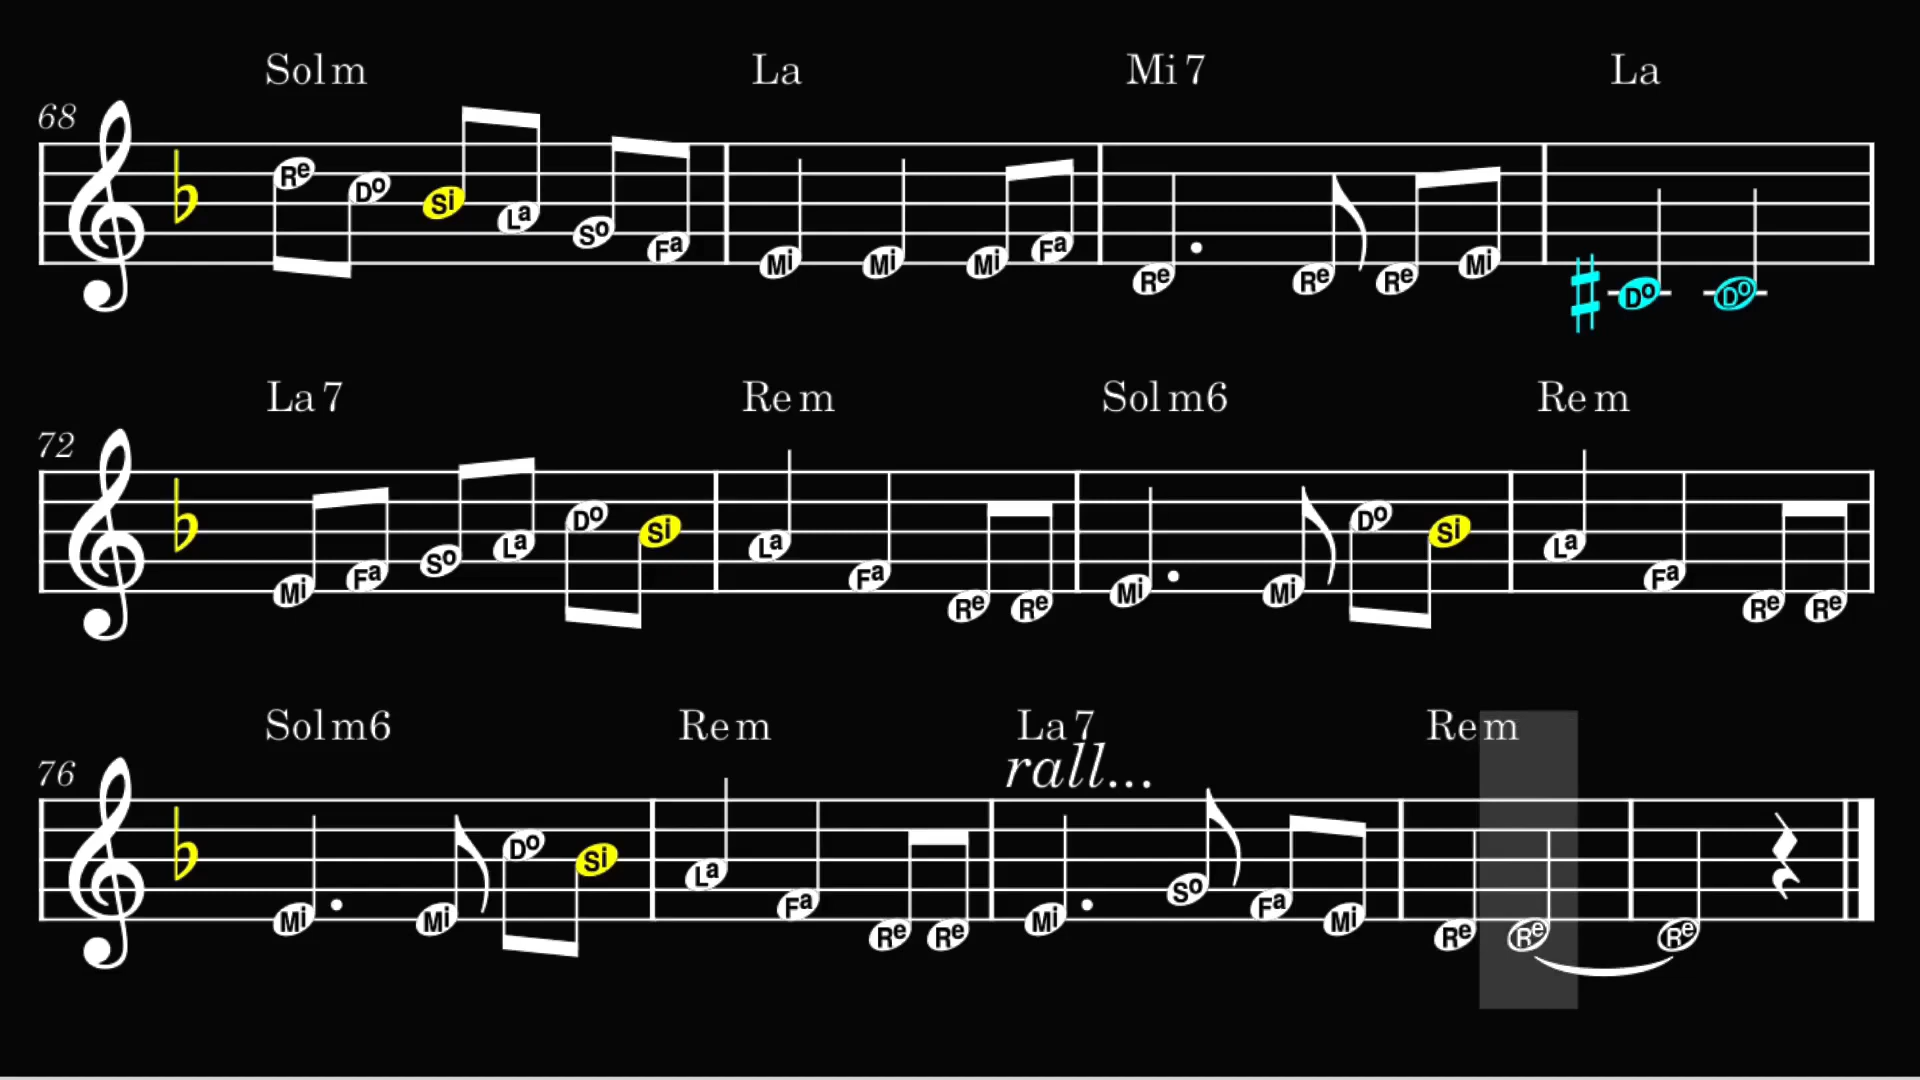 Solm La Mi7 La
68
Re Do Si La So Fa Mi Mi Mi Fa Re Re Re Mi Do Do
La7 Rem Solm6 Rem
72
Mi Fa So La Do Si La Fa Re Re Mi Mi Do Si La Fa Re Re
Solm6 Rem La7 Rem
rall...
76
Mi Mi Do Si La Fa Re Re Mi So Fa Mi Re Re Re